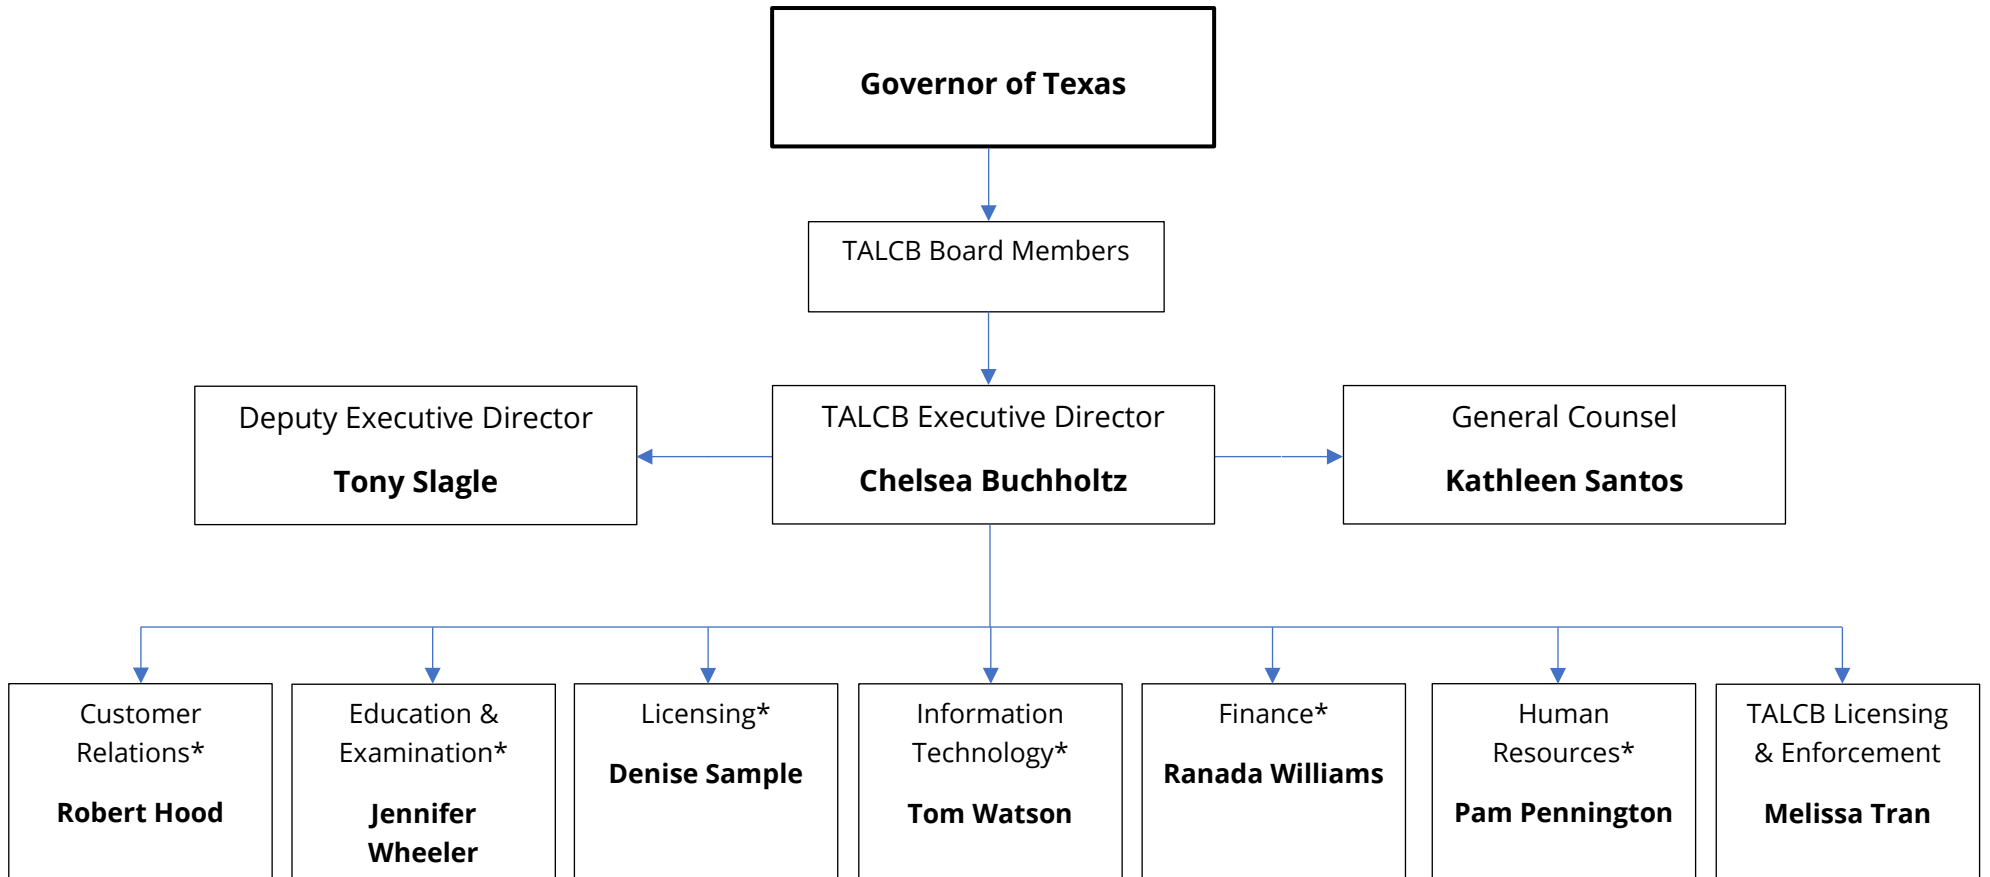 Governor of Texas
TALCB Board Members
Deputy Executive Director
Tony Slagle
TALCB Executive Director
Chelsea Buchholtz
General Counsel
Kathleen Santos
Customer
Relations*
Robert Hood
Education &
Examination*
Jennifer
Wheeler
Licensing*
Denise Sample
Information
Technology*
Tom Watson
Finance*
Ranada Williams
Human
Resources*
Pam Pennington
TALCB Licensing
& Enforcement
Melissa Tran